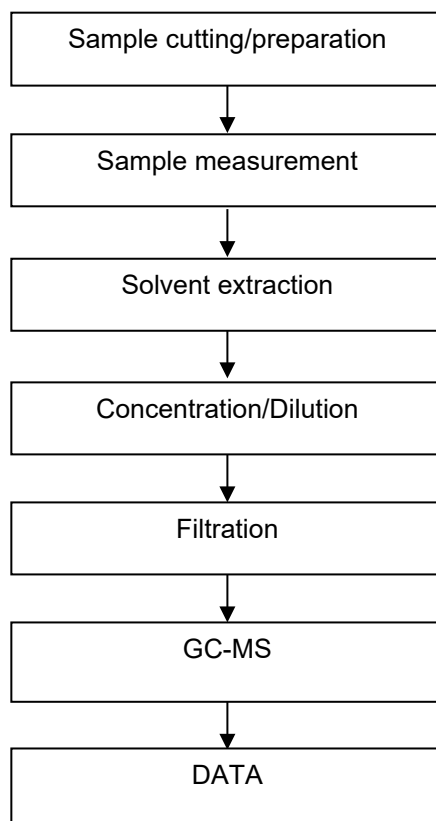 Sample cutting/preparation
Sample measurement
Solvent extraction
Concentration/Dilution
Filtration
GC-MS
DATA